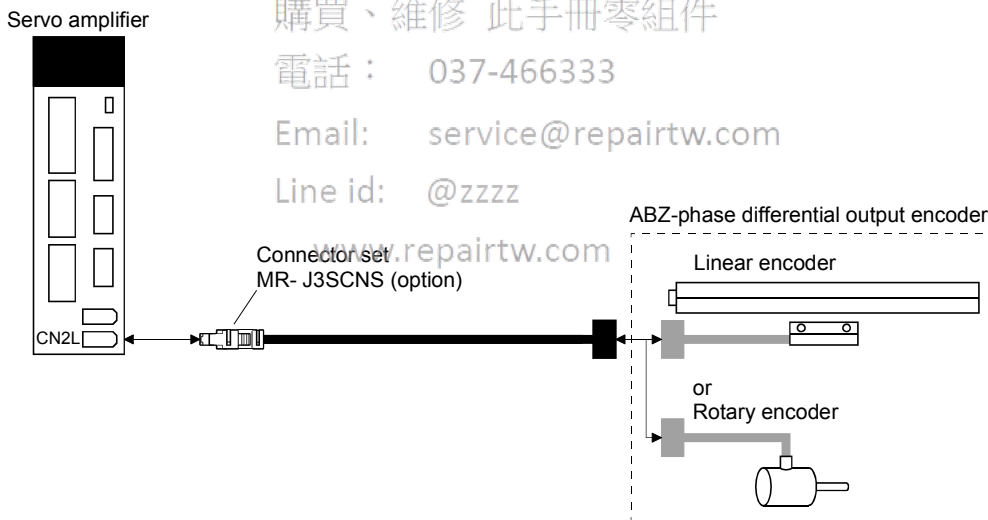 Servo amplifier
購買、維修 此手冊零組件
電話： 037-466333
Email: service@repairtw.com
Line id: @zzzz
www.repairtw.com
ABZ-phase differential output encoder
Connector set
MR- J3SCNS (option)
Linear encoder
CN2L
or
Rotary encoder